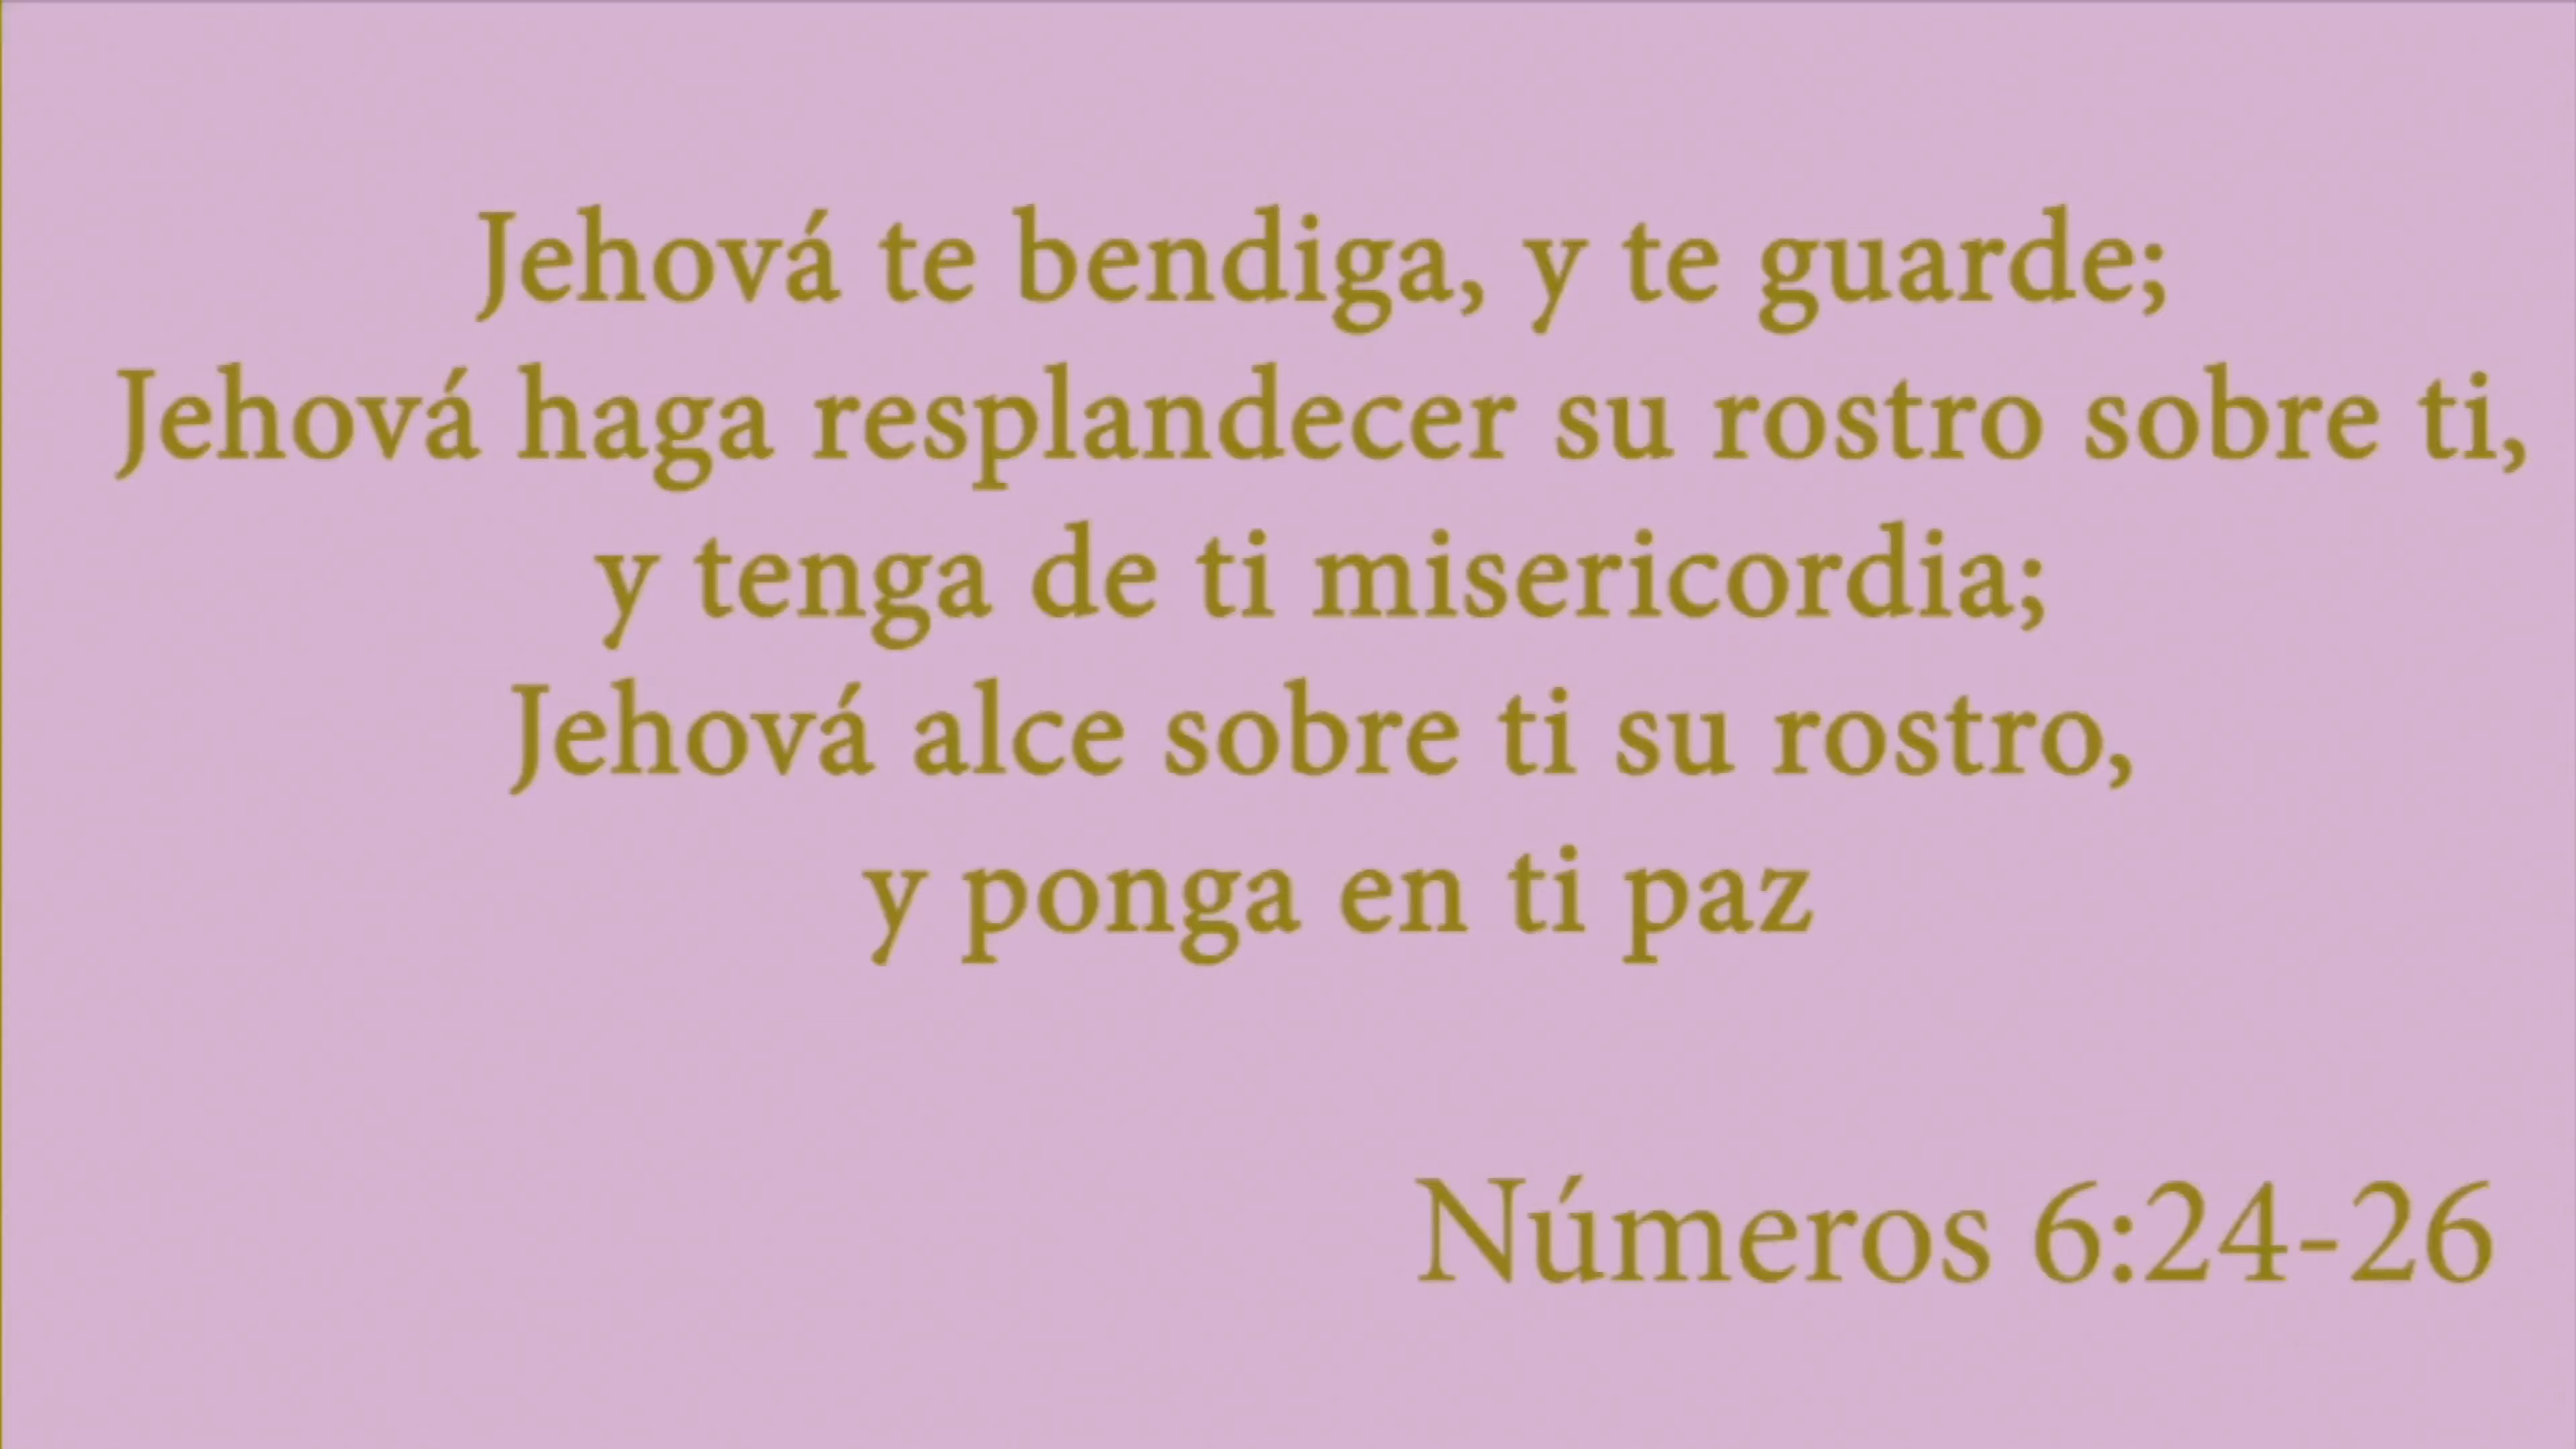 Jehová te bendiga, y te guarde;
Jehová haga resplandecer su rostro sobre ti,
y tenga de ti misericordia;
Jehová alce sobre ti su rostro,
y ponga en ti paz
Números 6:24-26